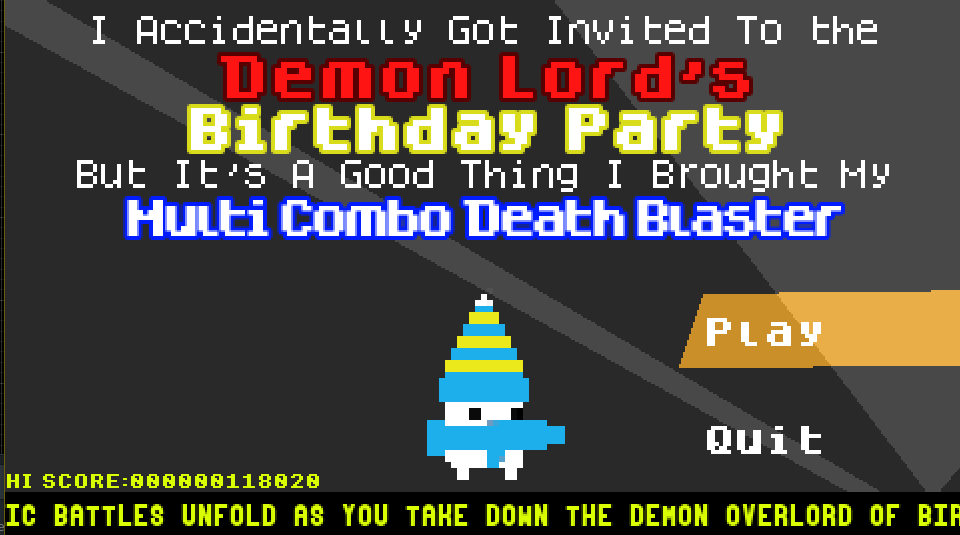 I Accidentally Got Invited To the
Demon Lord's
Birthday Party
But It's A Good Thing I Brought My
Multi Combo Death Blaster
Play
Quit
HI SCORE:000000118020
IC BATTLES UNFOLD AS YOU TAKE DOWN THE DEMON OVERLORD OF BIR